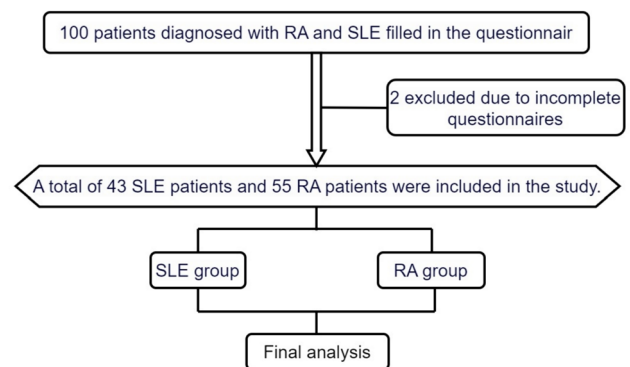 100 patients diagnosed with RA and SLE filled in the questionnair
2 excluded due to incomplete
questionnaires
A total of 43 SLE patients and 55 RA patients were included in the study.
SLE group
RA group
Final analysis